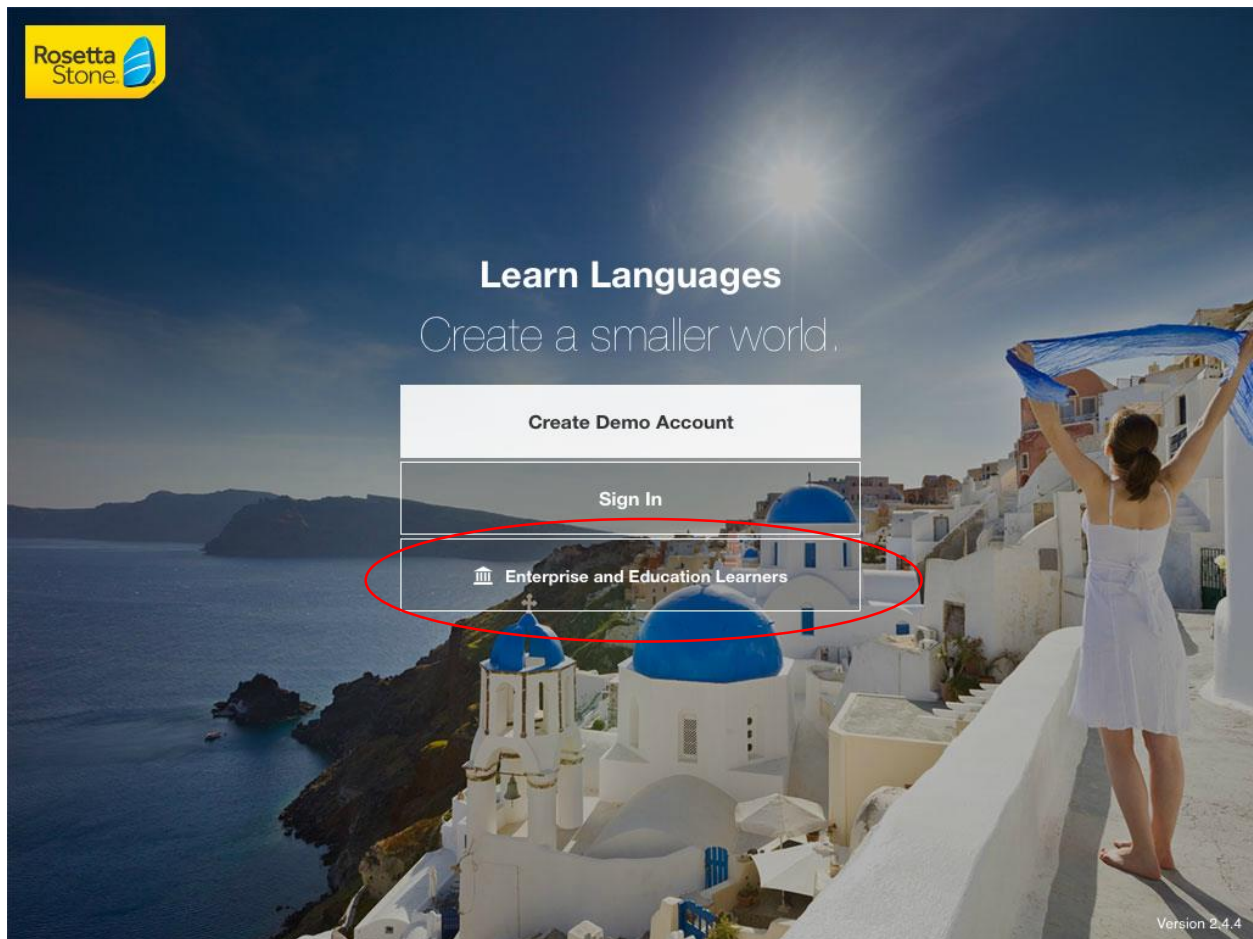 Rosetta
Stone
Learn Languages
Create a smaller world.
Create Demo Account
Sign In
Enterprise and Education Learners
Version 2.4.4